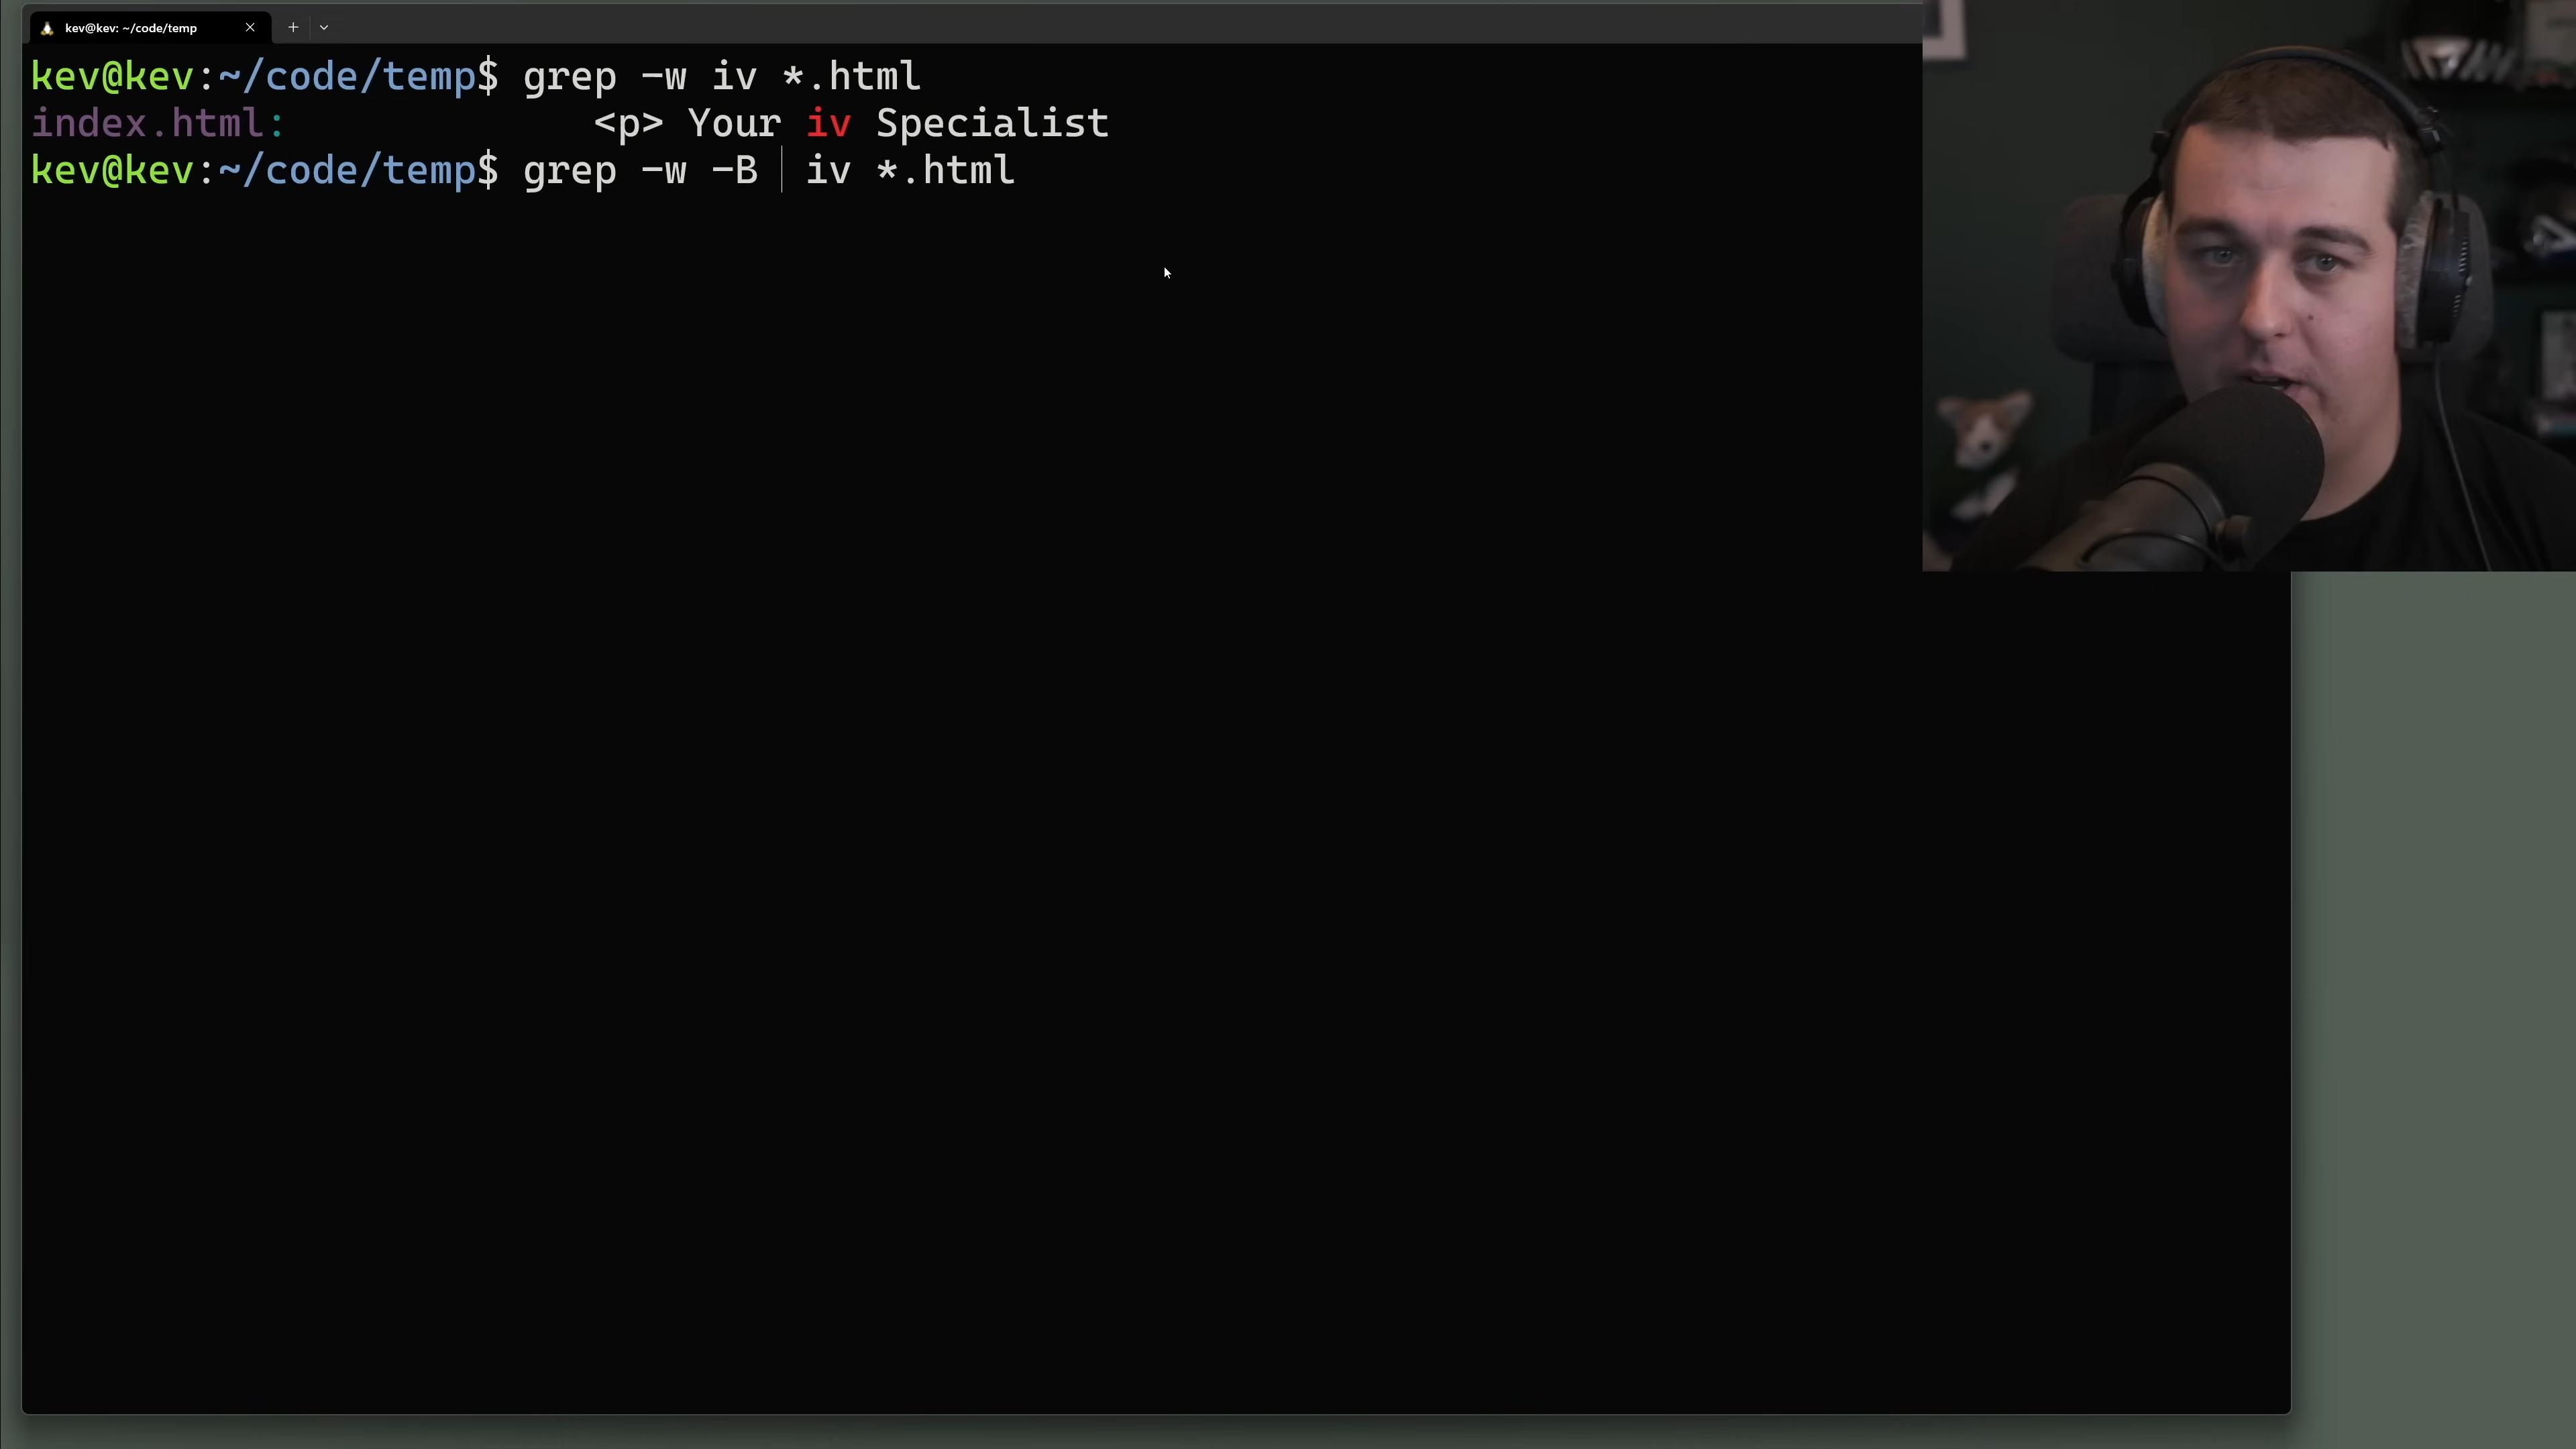 kev@kev: ~/code/temp
kev@kev:~/code/temp$ grep -w iv *.html
index.html:             <p> Your iv Specialist
kev@kev:~/code/temp$ grep -w -B  iv *.html